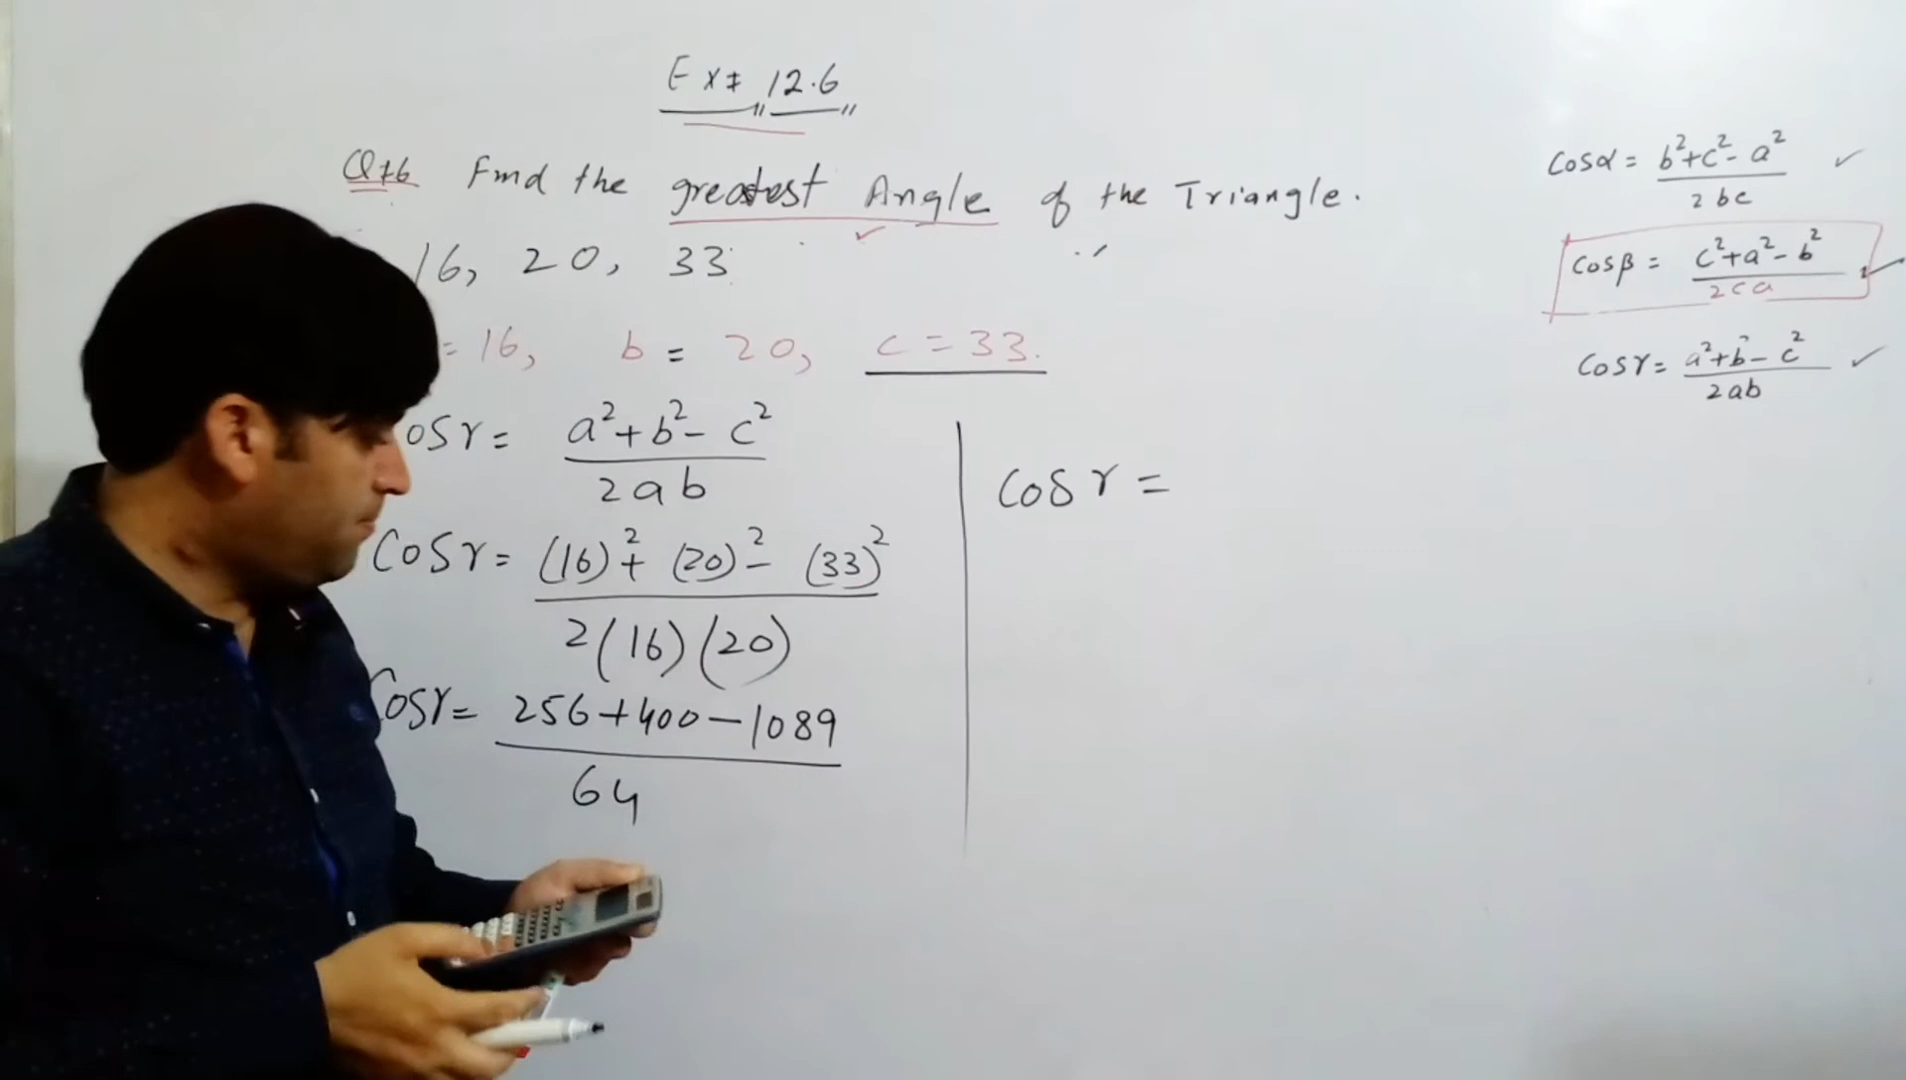 Ex # 12.6
Q#6 Find the greatest Angle of the Triangle.
16, 20, 33
= 16, b = 20, c = 33.
osγ = a²+b²- c² / 2ab
Cosγ = (16)²+ (20)²- (33)² / 2(16)(20)
Cosγ = 256+400-1089 / 64
Cosγ =
Cosα = b²+c²- a² / 2bc ✓
Cosβ = c²+a²- b² / 2ca ✓
Cosγ = a²+b²- c² / 2ab ✓